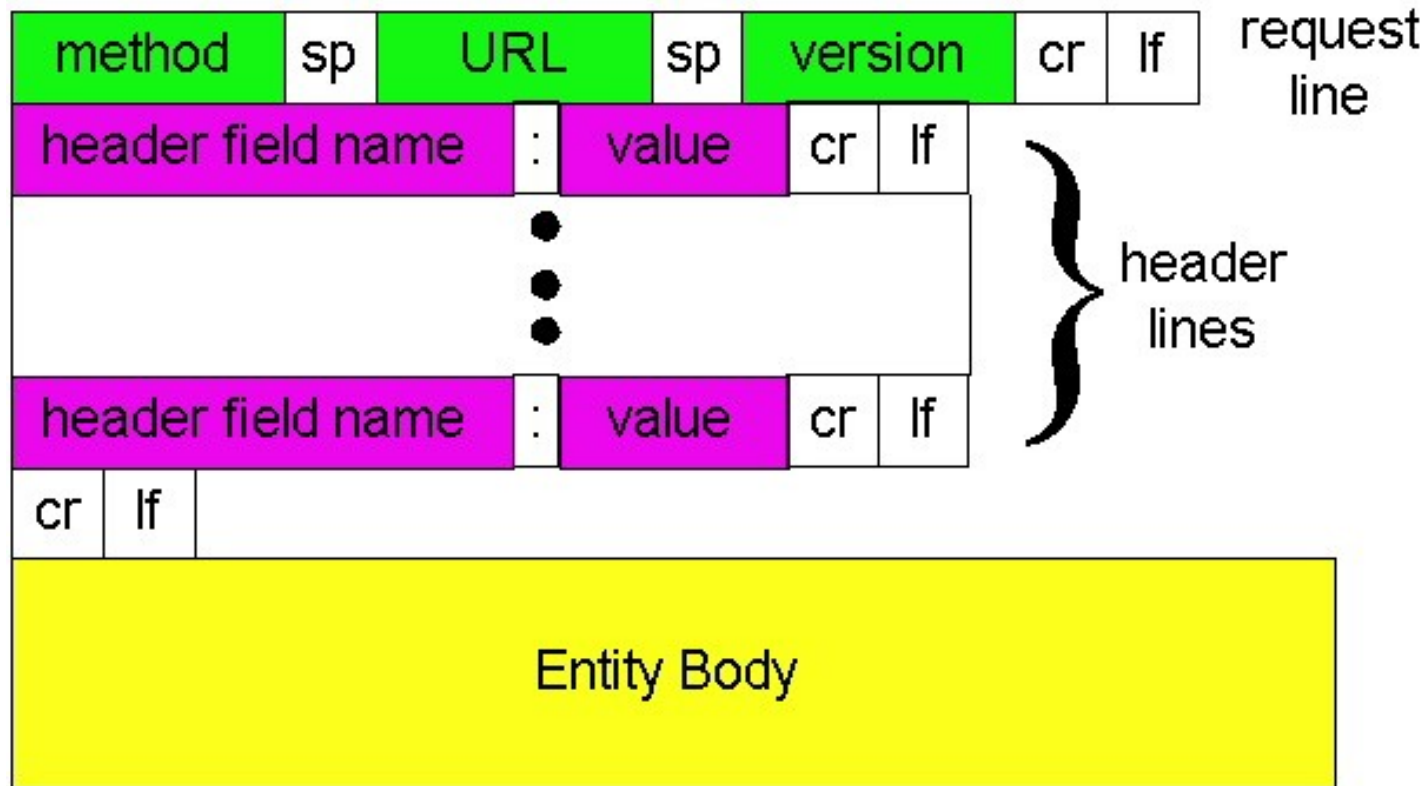 method sp URL sp version cr lf request line
header field name : value cr lf
header lines
header field name : value cr lf
cr lf
Entity Body